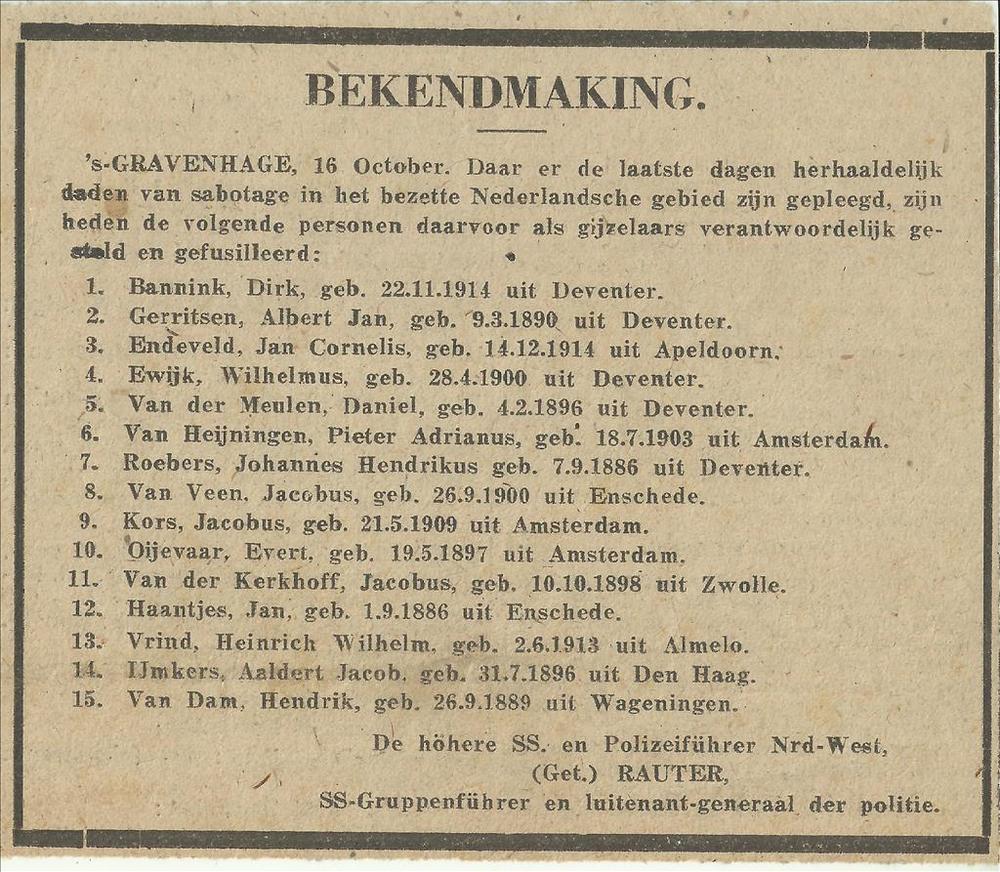 BEKENDMAKING.
's-GRAVENHAGE, 16 October. Daar er de laatste dagen herhaaldelijk
daden van sabotage in het bezette Nederlandsche gebied zijn gepleegd, zijn
heden de volgende personen daarvoor als gijzelaars verantwoordelijk ge-
steld en gefusilleerd:
1. Bannink, Dirk, geb. 22.11.1914 uit Deventer.
2. Gerritsen, Albert Jan, geb. 9.3.1890 uit Deventer.
3. Endeveld, Jan Cornelis, geb. 14.12.1914 uit Apeldoorn.
4. Ewijk, Wilhelmus, geb. 28.4.1900 uit Deventer.
5. Van der Meulen, Daniel, geb. 4.2.1896 uit Deventer.
6. Van Heijningen, Pieter Adrianus, geb. 18.7.1903 uit Amsterdam.
7. Roebers, Johannes Hendrikus geb. 7.9.1886 uit Deventer.
8. Van Veen, Jacobus, geb. 26.9.1900 uit Enschede.
9. Kors, Jacobus, geb. 21.5.1909 uit Amsterdam.
10. Oijevaar, Evert, geb. 19.5.1897 uit Amsterdam.
11. Van der Kerkhoff, Jacobus, geb. 10.10.1898 uit Zwolle.
12. Haantjes, Jan, geb. 1.9.1886 uit Enschede.
13. Vrind, Heinrich Wilhelm, geb. 2.6.1913 uit Almelo.
14. IJmkers, Aaldert Jacob, geb. 31.7.1896 uit Den Haag.
15. Van Dam, Hendrik, geb. 26.9.1889 uit Wageningen.
De höhere SS. en Polizeiführer Nrd-West,
(Get.) RAUTER,
SS-Gruppenführer en luitenant-generaal der politie.